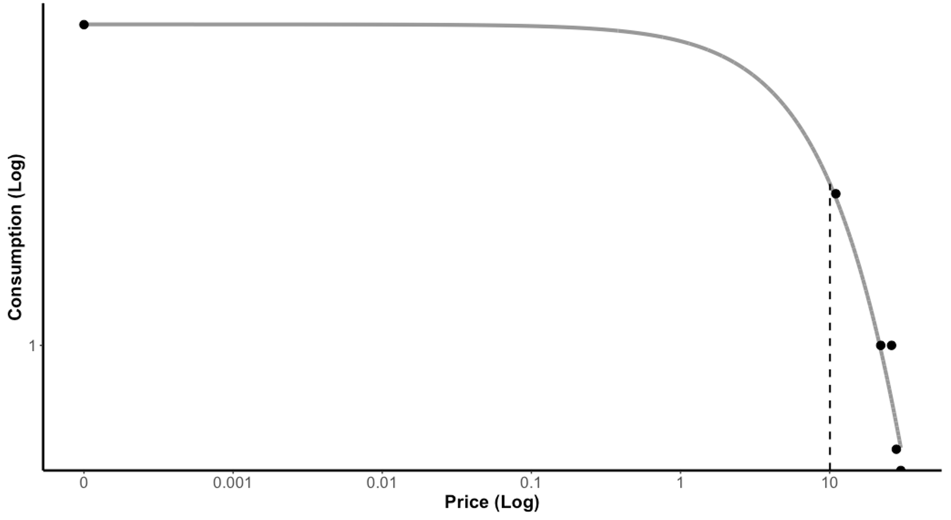 Consumption (Log)
1
0 0.001 0.01 0.1 1 10
Price (Log)